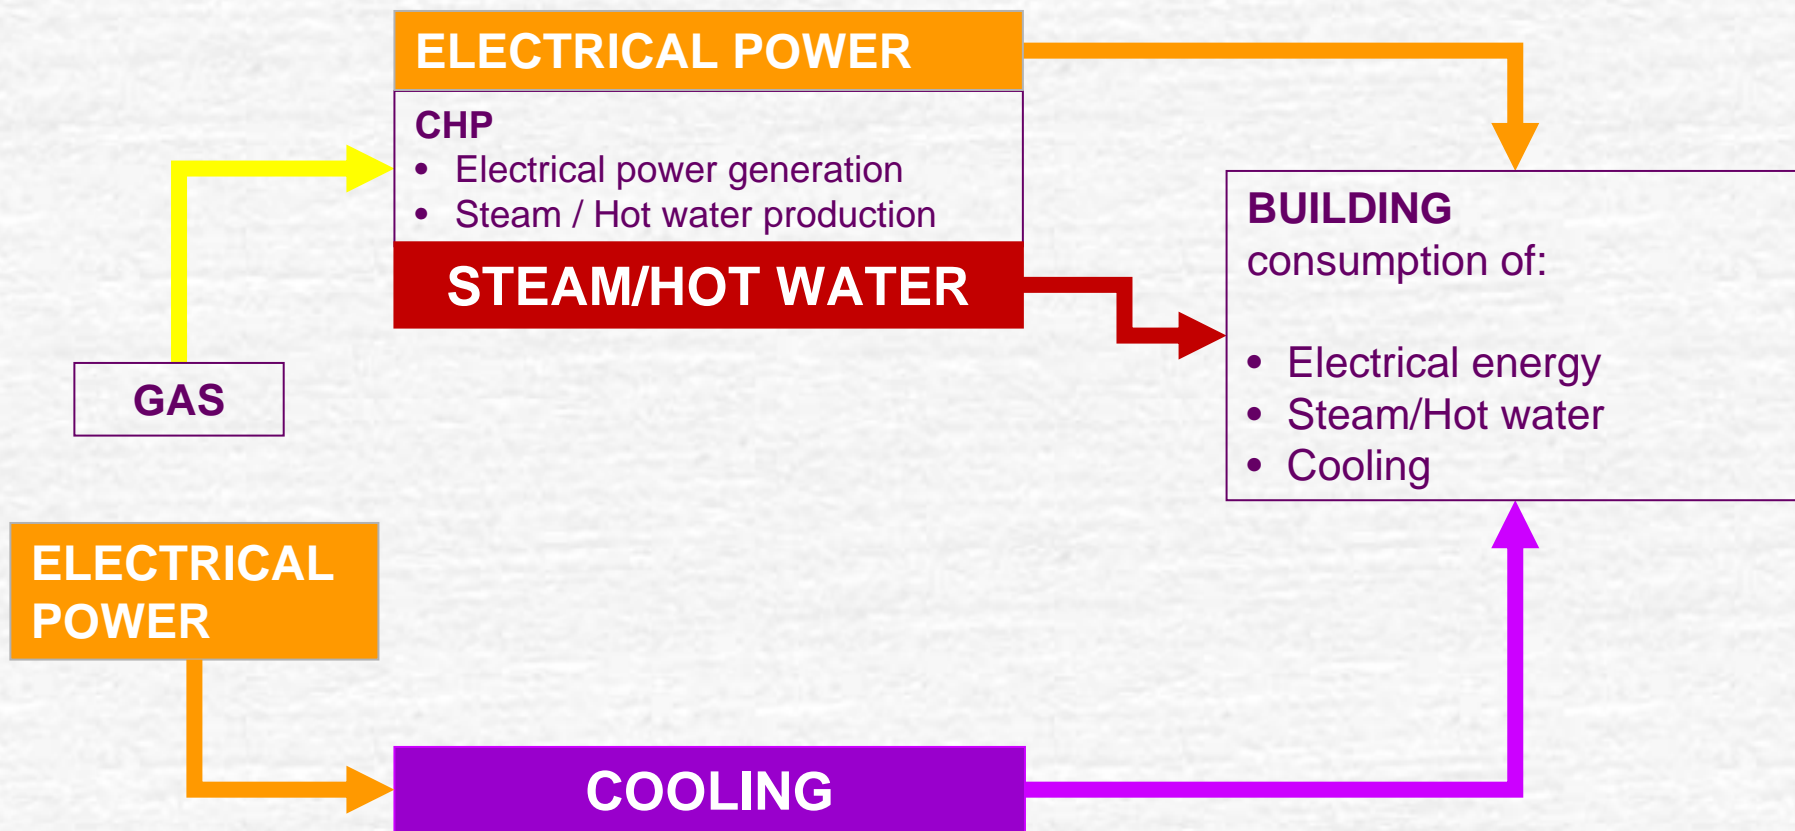 ELECTRICAL POWER
CHP
• Electrical power generation
• Steam / Hot water production
STEAM/HOT WATER
GAS
BUILDING
consumption of:
• Electrical energy
• Steam/Hot water
• Cooling
ELECTRICAL
POWER
COOLING